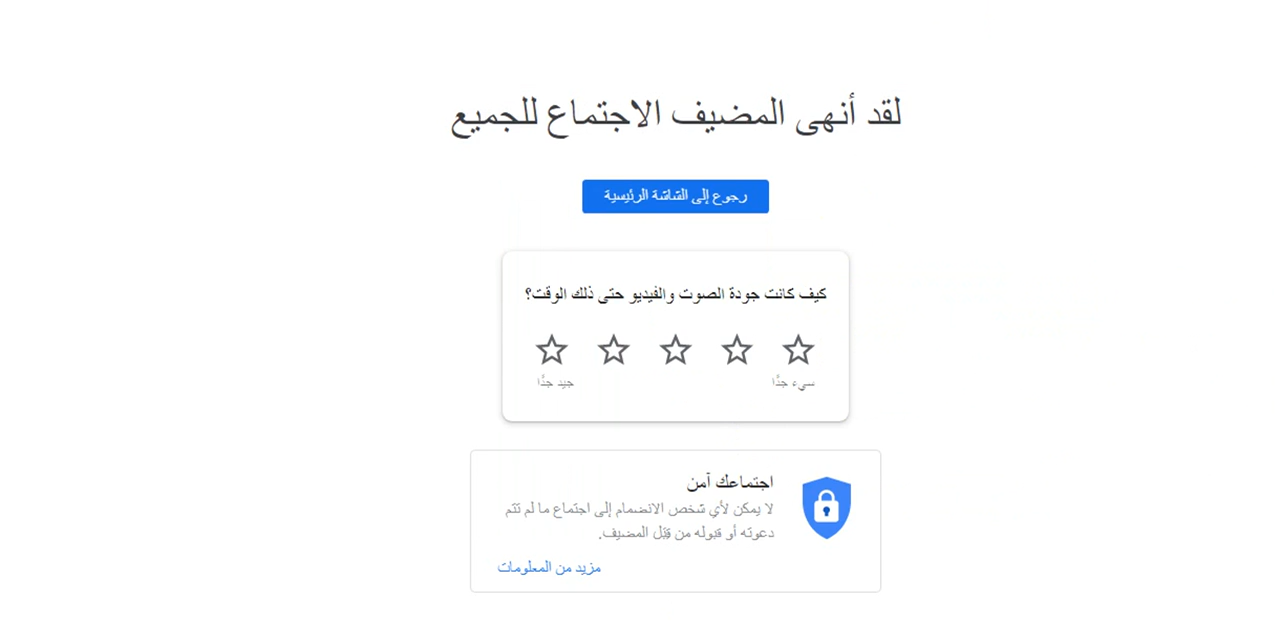 لقد أنهى المضيف الاجتماع للجميع
رجوع إلى الشاشة الرئيسية
كيف كانت جودة الصوت والفيديو حتى ذلك الوقت؟
سيء جدًا
جيد جدًا
اجتماعك آمن
لا يمكن لأي شخص الانضمام إلى اجتماع ما لم تتم
دعوته أو قبوله من قِبَل المضيف.
مزيد من المعلومات